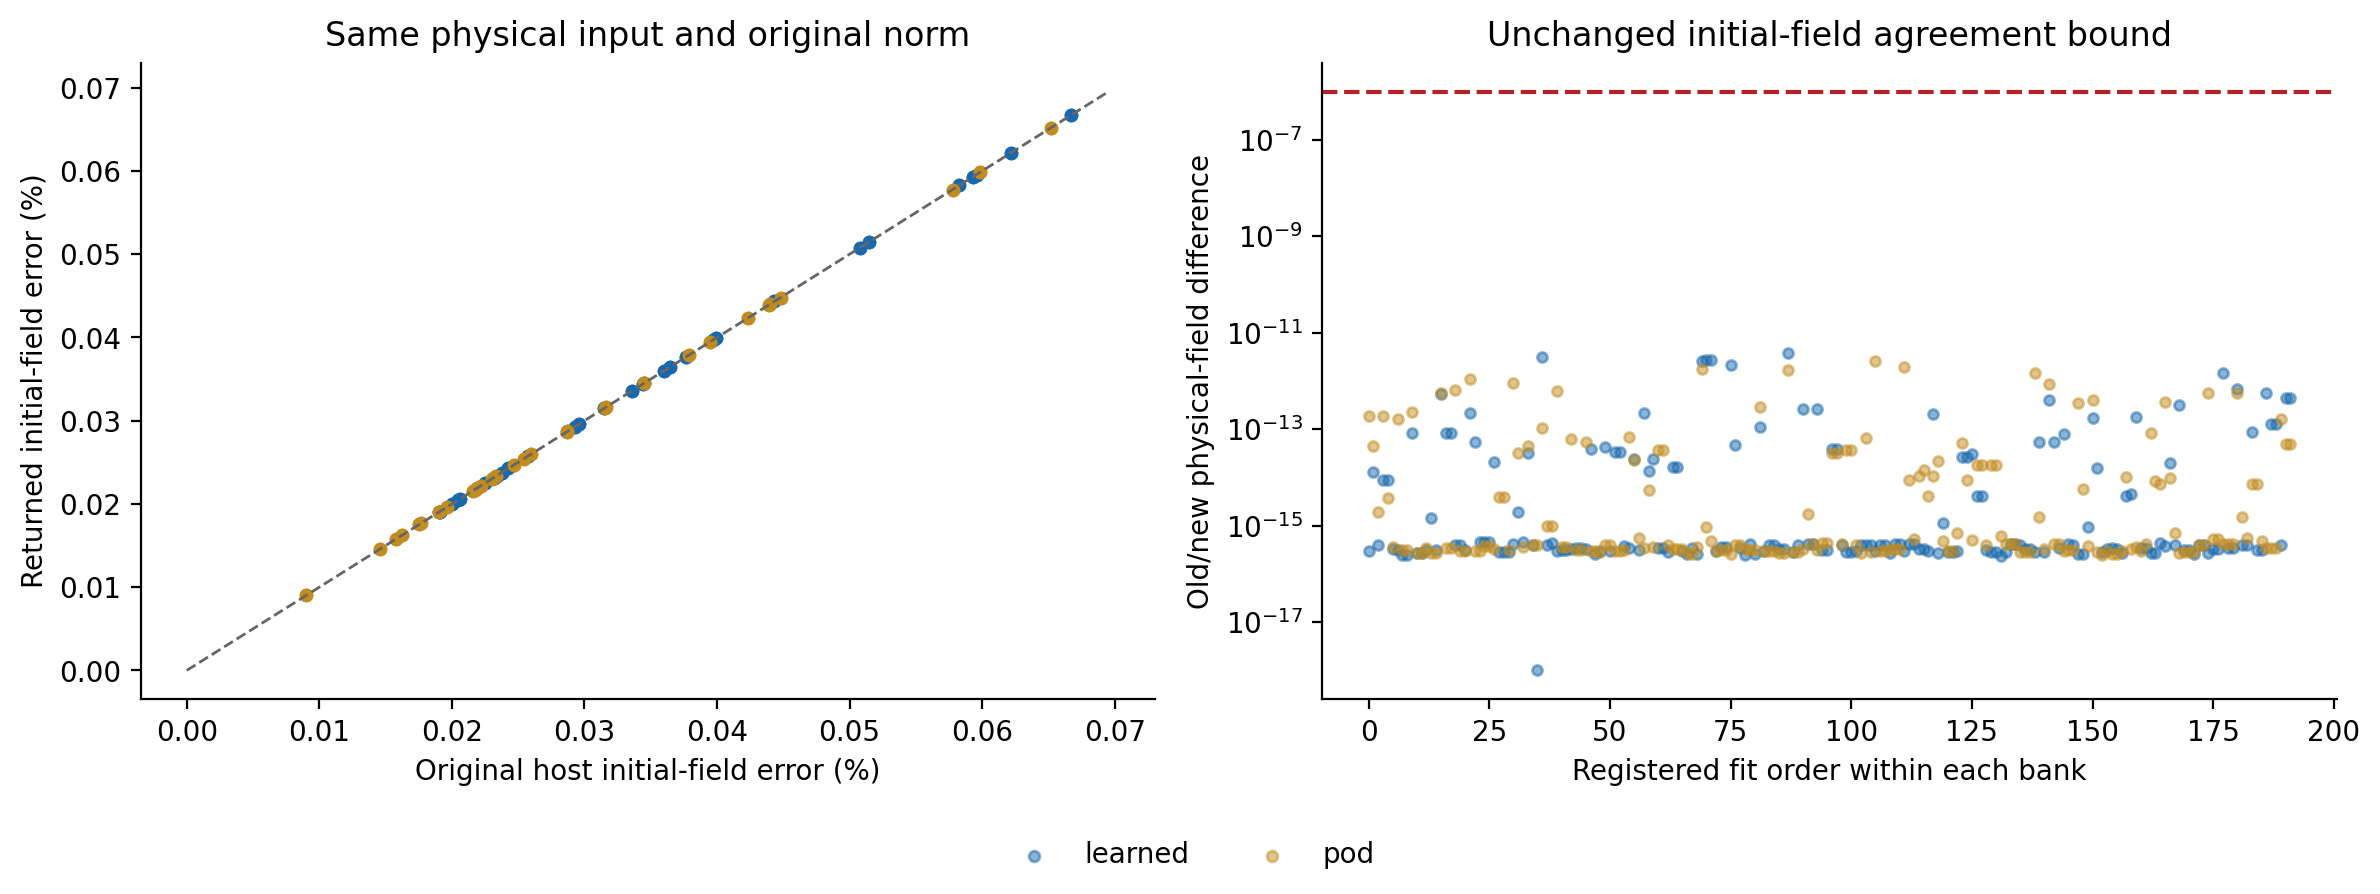 Same physical input and original norm
Returned initial-field error (%)
0.07
0.06
0.05
0.04
0.03
0.02
0.01
0.00
0.00 0.01 0.02 0.03 0.04 0.05 0.06 0.07
Original host initial-field error (%)
Unchanged initial-field agreement bound
Old/new physical-field difference
10⁻⁷
10⁻⁹
10⁻¹¹
10⁻¹³
10⁻¹⁵
10⁻¹⁷
0 25 50 75 100 125 150 175 200
Registered fit order within each bank
learned pod